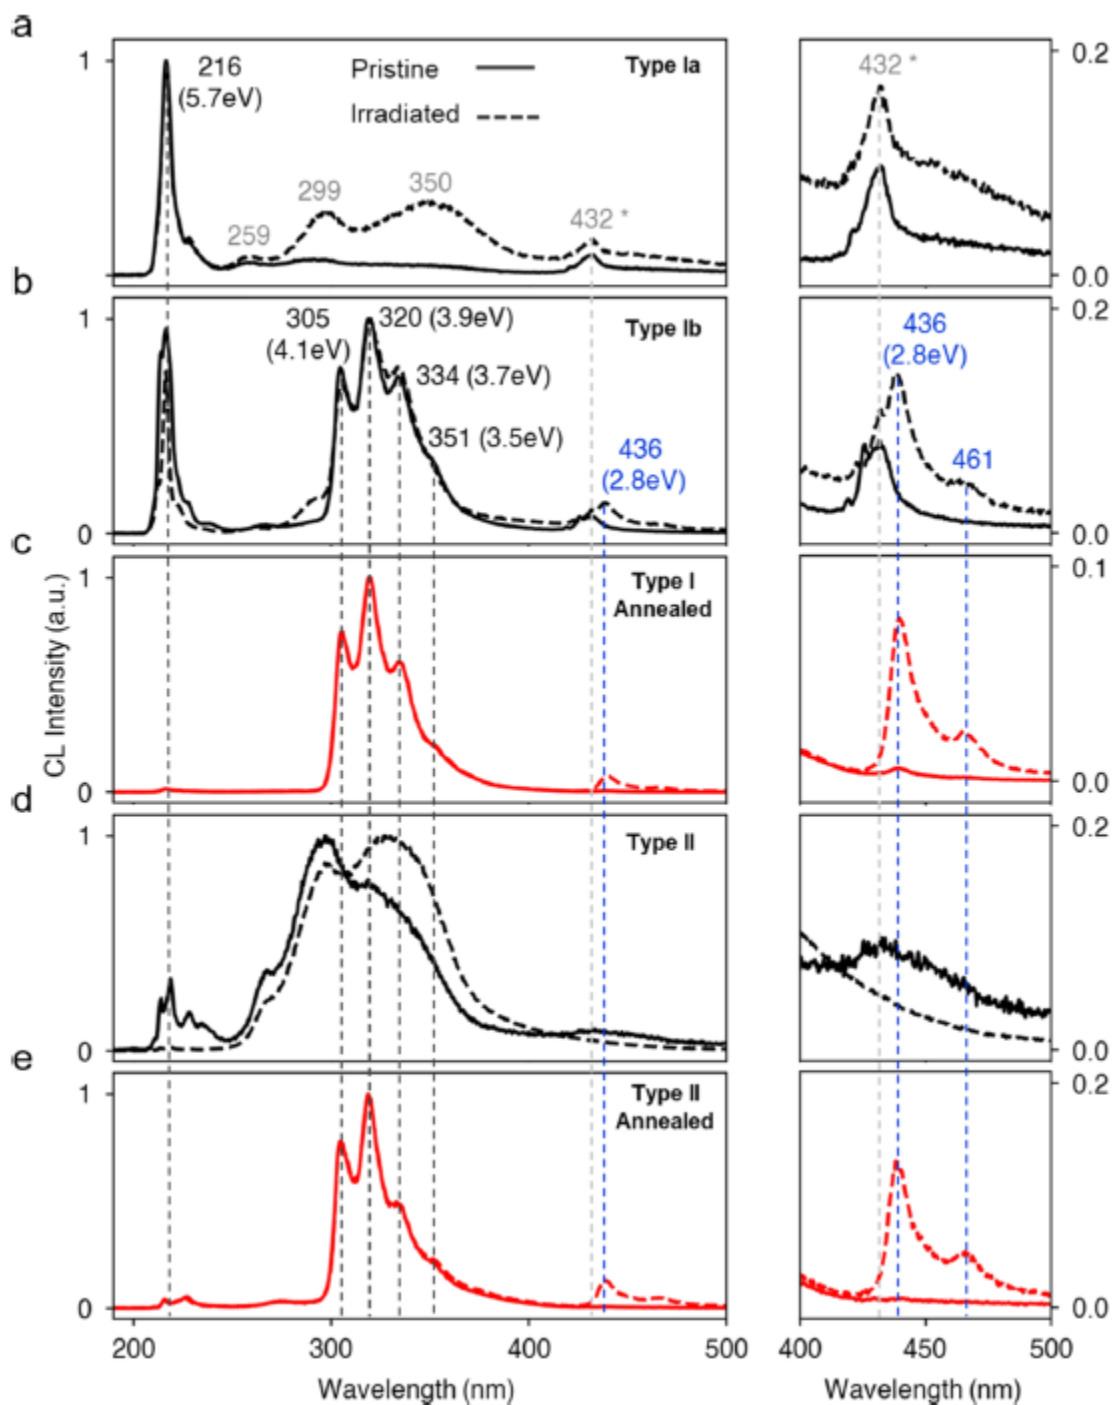 a
1
216
(5.7eV)
Pristine
Irradiated
Type Ia
259
299
350
432 *
0
432 *
0.2
0.0
b
1
305
(4.1eV)
320 (3.9eV)
334 (3.7eV)
351 (3.5eV)
Type Ib
436
(2.8eV)
0
0.2
436
(2.8eV)
461
0.0
c
1
Type I
Annealed
0
0.1
0.0
CL Intensity (a.u.)
d
1
Type II
0
0.2
0.0
e
1
Type II
Annealed
0
0.2
0.0
200 300 400 500
Wavelength (nm)
400 450 500
Wavelength (nm)